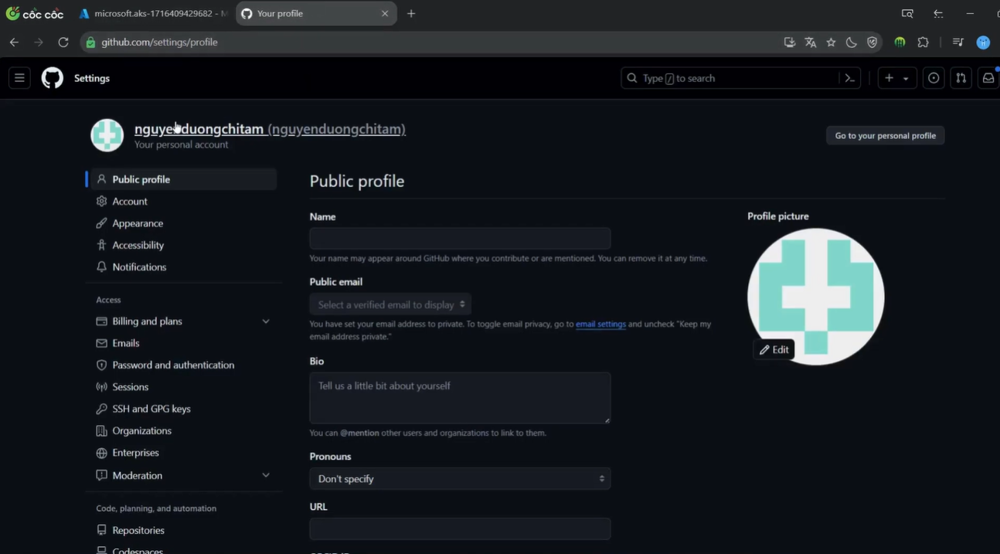 cốc cốc
microsoft.aks-1716409429682 - M
Your profile
github.com/settings/profile
Settings
Type / to search
nguyenduongchitam (nguyenduongchitam)
Your personal account
Go to your personal profile
Public profile
Account
Appearance
Accessibility
Notifications
Access
Billing and plans
Emails
Password and authentication
Sessions
SSH and GPG keys
Organizations
Enterprises
Moderation
Code, planning, and automation
Repositories
Codespaces
Public profile
Name
Your name may appear around GitHub where you contribute or are mentioned. You can remove it at any time.
Public email
Select a verified email to display
You have set your email address to private. To toggle email privacy, go to email settings and uncheck "Keep my
email address private."
Bio
Tell us a little bit about yourself
You can @mention other users and organizations to link to them.
Pronouns
Don't specify
URL
Profile picture
Edit